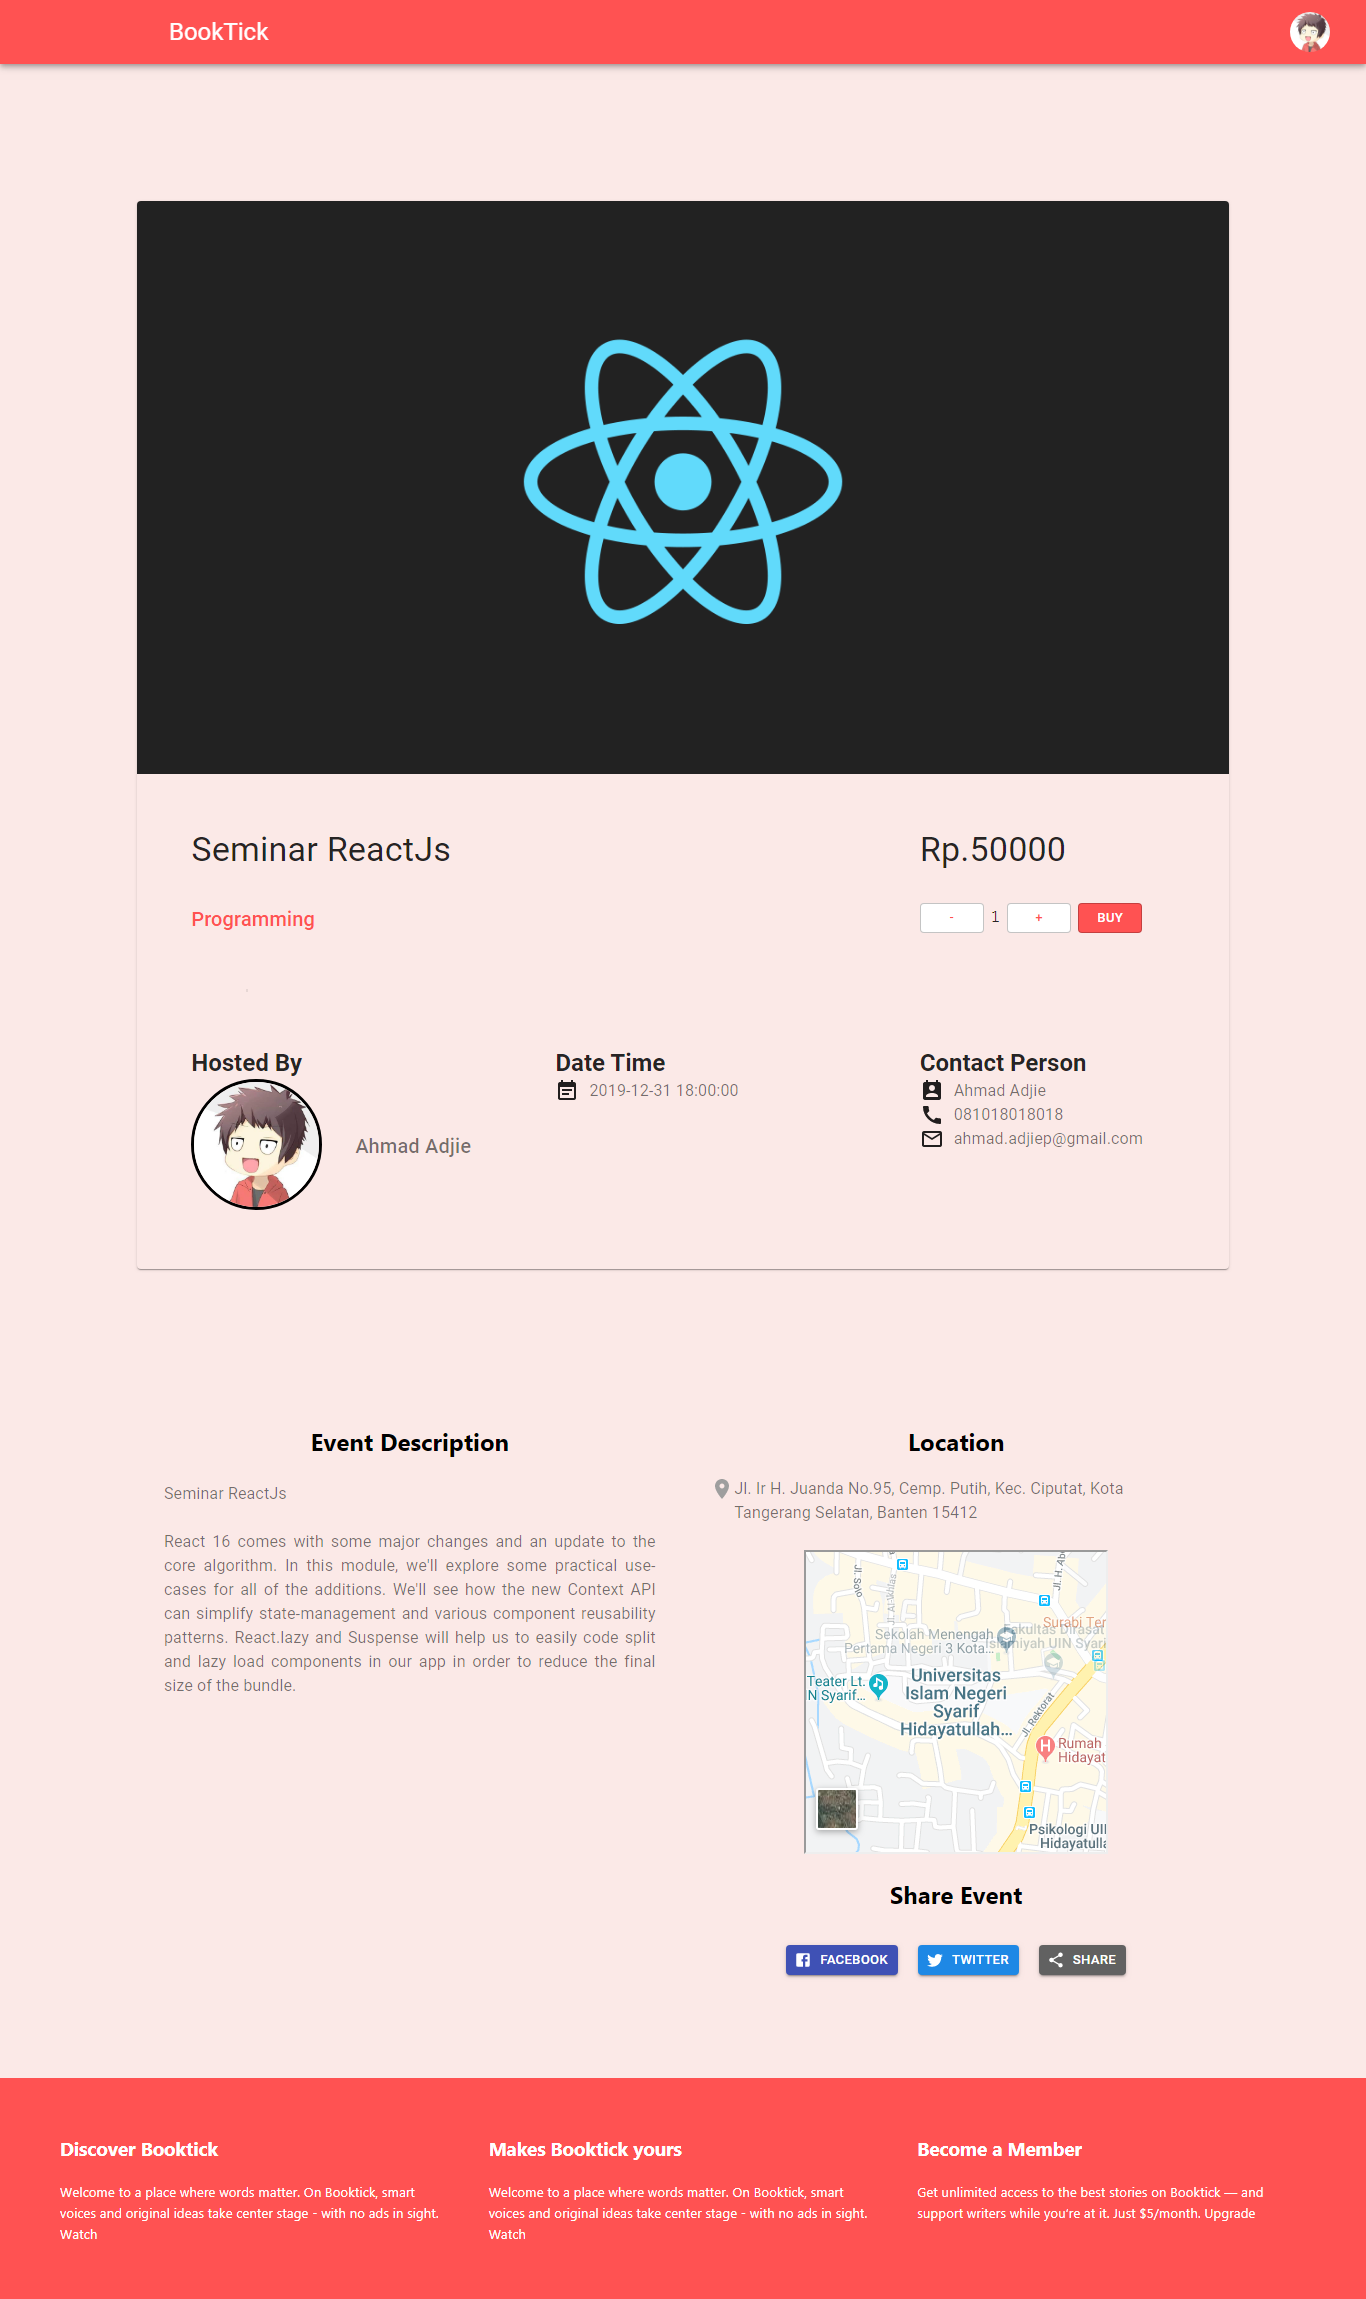 BookTick
Seminar ReactJs
Rp.50000
Programming
- 1 + BUY
Hosted By
Ahmad Adjie
Date Time
2019-12-31 18:00:00
Contact Person
Ahmad Adjie
081018018018
ahmad.adjiep@gmail.com
Event Description
Seminar ReactJs
React 16 comes with some major changes and an update to the
core algorithm. In this module, we'll explore some practical use-
cases for all of the additions. We'll see how the new Context API
can simplify state-management and various component reusability
patterns. React.lazy and Suspense will help us to easily code split
and lazy load components in our app in order to reduce the final
size of the bundle.
Location
Jl. Ir H. Juanda No.95, Cemp. Putih, Kec. Ciputat, Kota
Tangerang Selatan, Banten 15412
Jl. Solo
Jl. Al-Ikhlas
Jl. H. Ab
Surabi Ter
Fakultas Dirasat
Islamiyah UIN Syari
Sekolah Menengah
Pertama Negeri 3 Kota...
Teater Lt.
N Syarif...
Universitas
Islam Negeri
Syarif
Hidayatullah...
Jl. Rektorat
H
Rumah
Hidayat
Psikologi UI
Hidayatulla
Share Event
FACEBOOK
TWITTER
SHARE
Discover Booktick
Welcome to a place where words matter. On Booktick, smart
voices and original ideas take center stage - with no ads in sight.
Watch
Makes Booktick yours
Welcome to a place where words matter. On Booktick, smart
voices and original ideas take center stage - with no ads in sight.
Watch
Become a Member
Get unlimited access to the best stories on Booktick — and
support writers while you're at it. Just $5/month. Upgrade